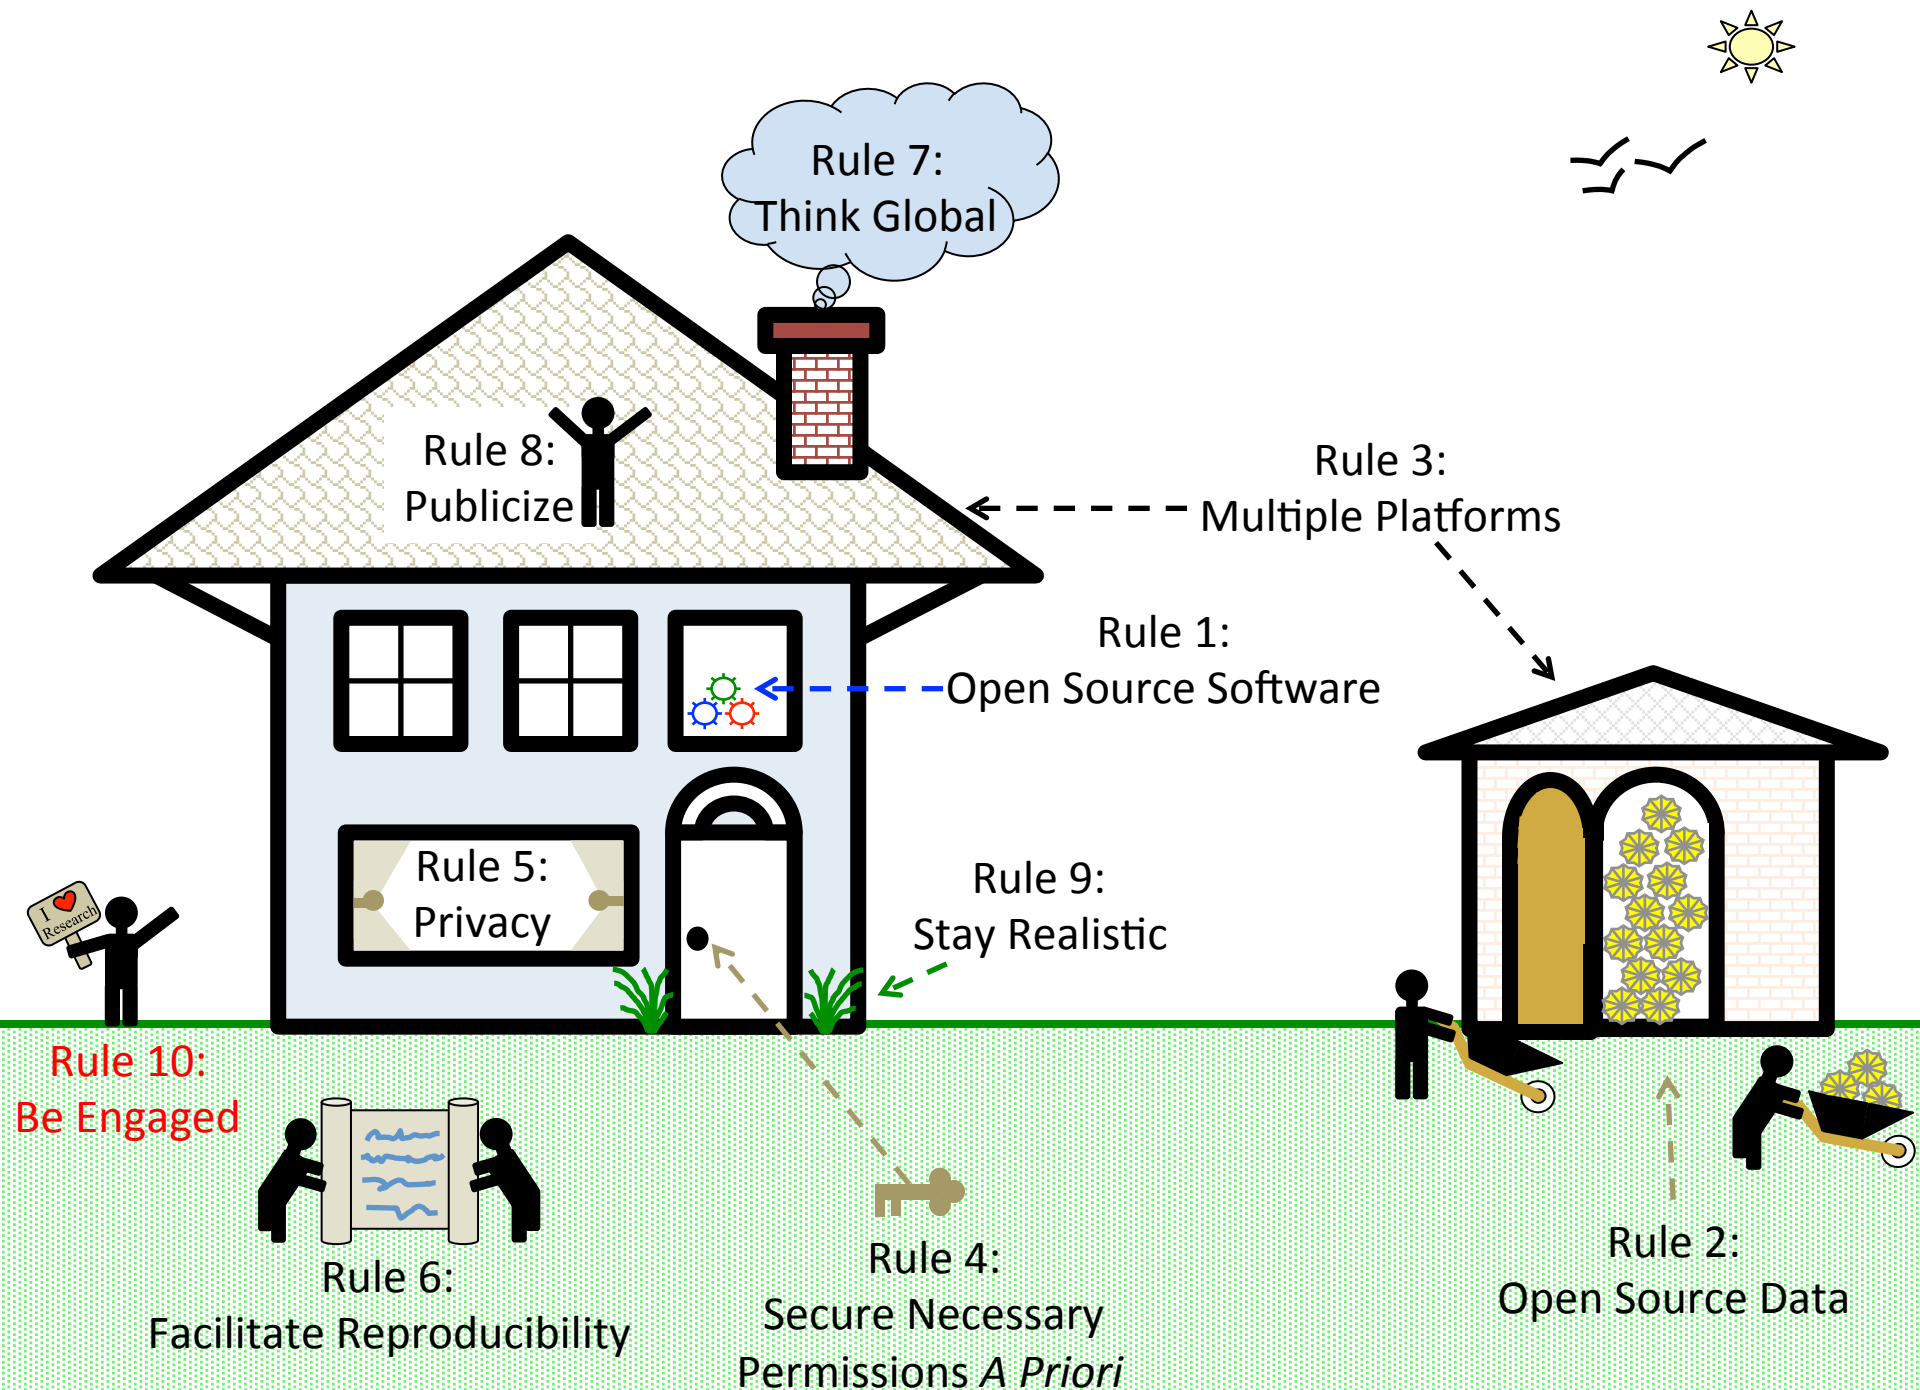 Rule 7:
Think Global
Rule 8:
Publicize
Rule 3:
Multiple Platforms
Rule 1:
Open Source Software
Rule 5:
Privacy
Rule 9:
Stay Realistic
I
Research
Rule 10:
Be Engaged
Rule 6:
Facilitate Reproducibility
Rule 4:
Secure Necessary
Permissions A Priori
Rule 2:
Open Source Data